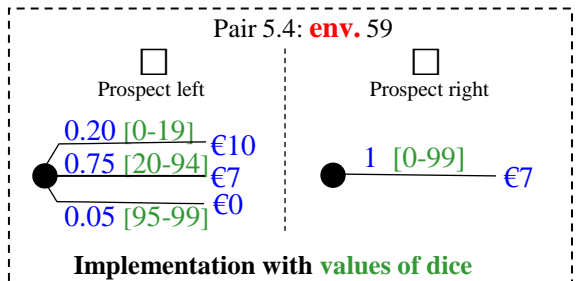 Pair 5.4: env. 59
Prospect left
Prospect right
0.20 [0-19] €10
0.75 [20-94] €7
0.05 [95-99] €0
1 [0-99] €7
Implementation with values of dice